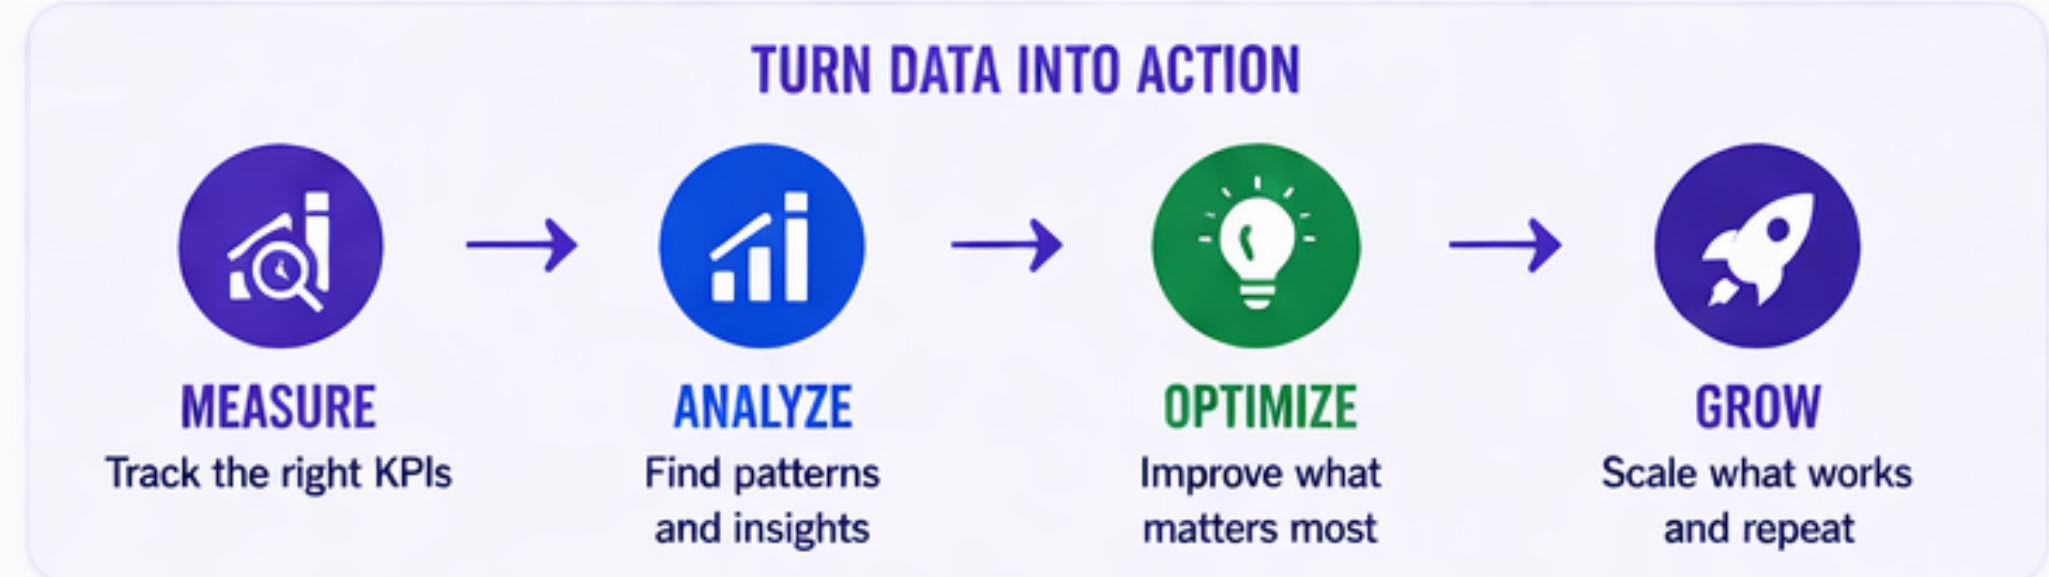 TURN DATA INTO ACTION
MEASURE
Track the right KPIs
ANALYZE
Find patterns
and insights
OPTIMIZE
Improve what
matters most
GROW
Scale what works
and repeat